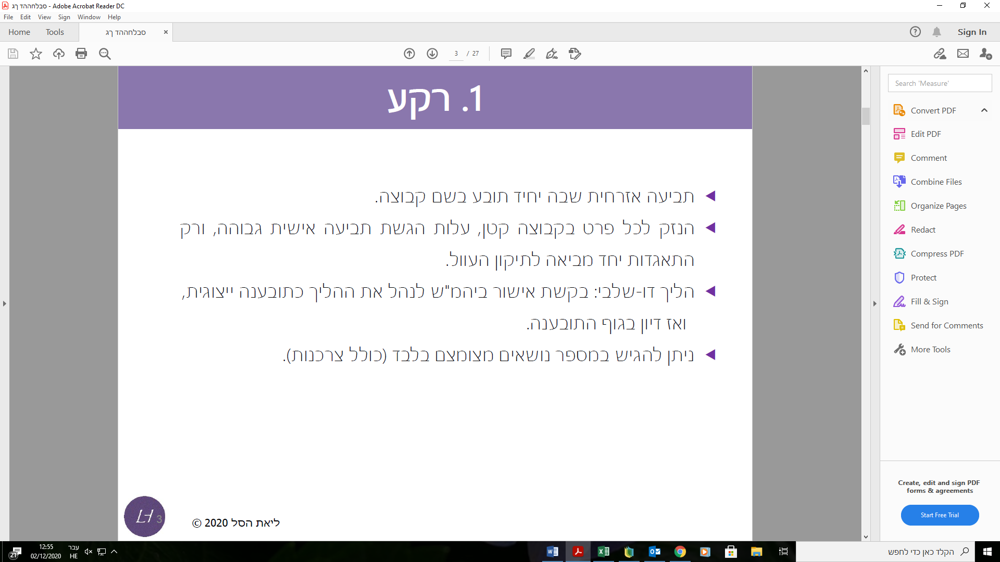 גך סבלחההד - Adobe Acrobat Reader DC
File Edit View Sign Window Help
Home Tools גך סבלחההד Sign In
3 / 27
Search 'Measure'
Convert PDF
Edit PDF
Comment
Combine Files
Organize Pages
Redact
Compress PDF
Protect
Fill & Sign
Send for Comments
More Tools
Create, edit and sign PDF
forms & agreements
Start Free Trial
1. רקע
תביעה אזרחית שבה יחיד תובע בשם קבוצה.
הנזק לכל פרט בקבוצה קטן, עלות הגשת תביעה אישית גבוהה, ורק
התאגדות יחד מביאה לתיקון העוול.
הליך דו-שלבי: בקשת אישור ביהמ"ש לנהל את ההליך כתובענה ייצוגית,
ואז דיון בגוף התובענה.
ניתן להגיש במספר נושאים מצומצם בלבד (כולל צרכנות).
LH 3
ליאת הסל 2020 ©
21
12:55
02/12/2020
עבר
HE
הקלד כאן כדי לחפש